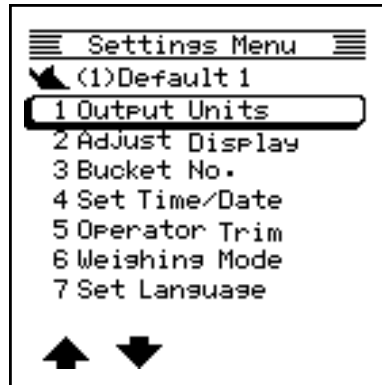 Settings Menu
(1)Default 1
1 Output Units
2 Adjust Display
3 Bucket No.
4 Set Time/Date
5 Operator Trim
6 Weighing Mode
7 Set Language